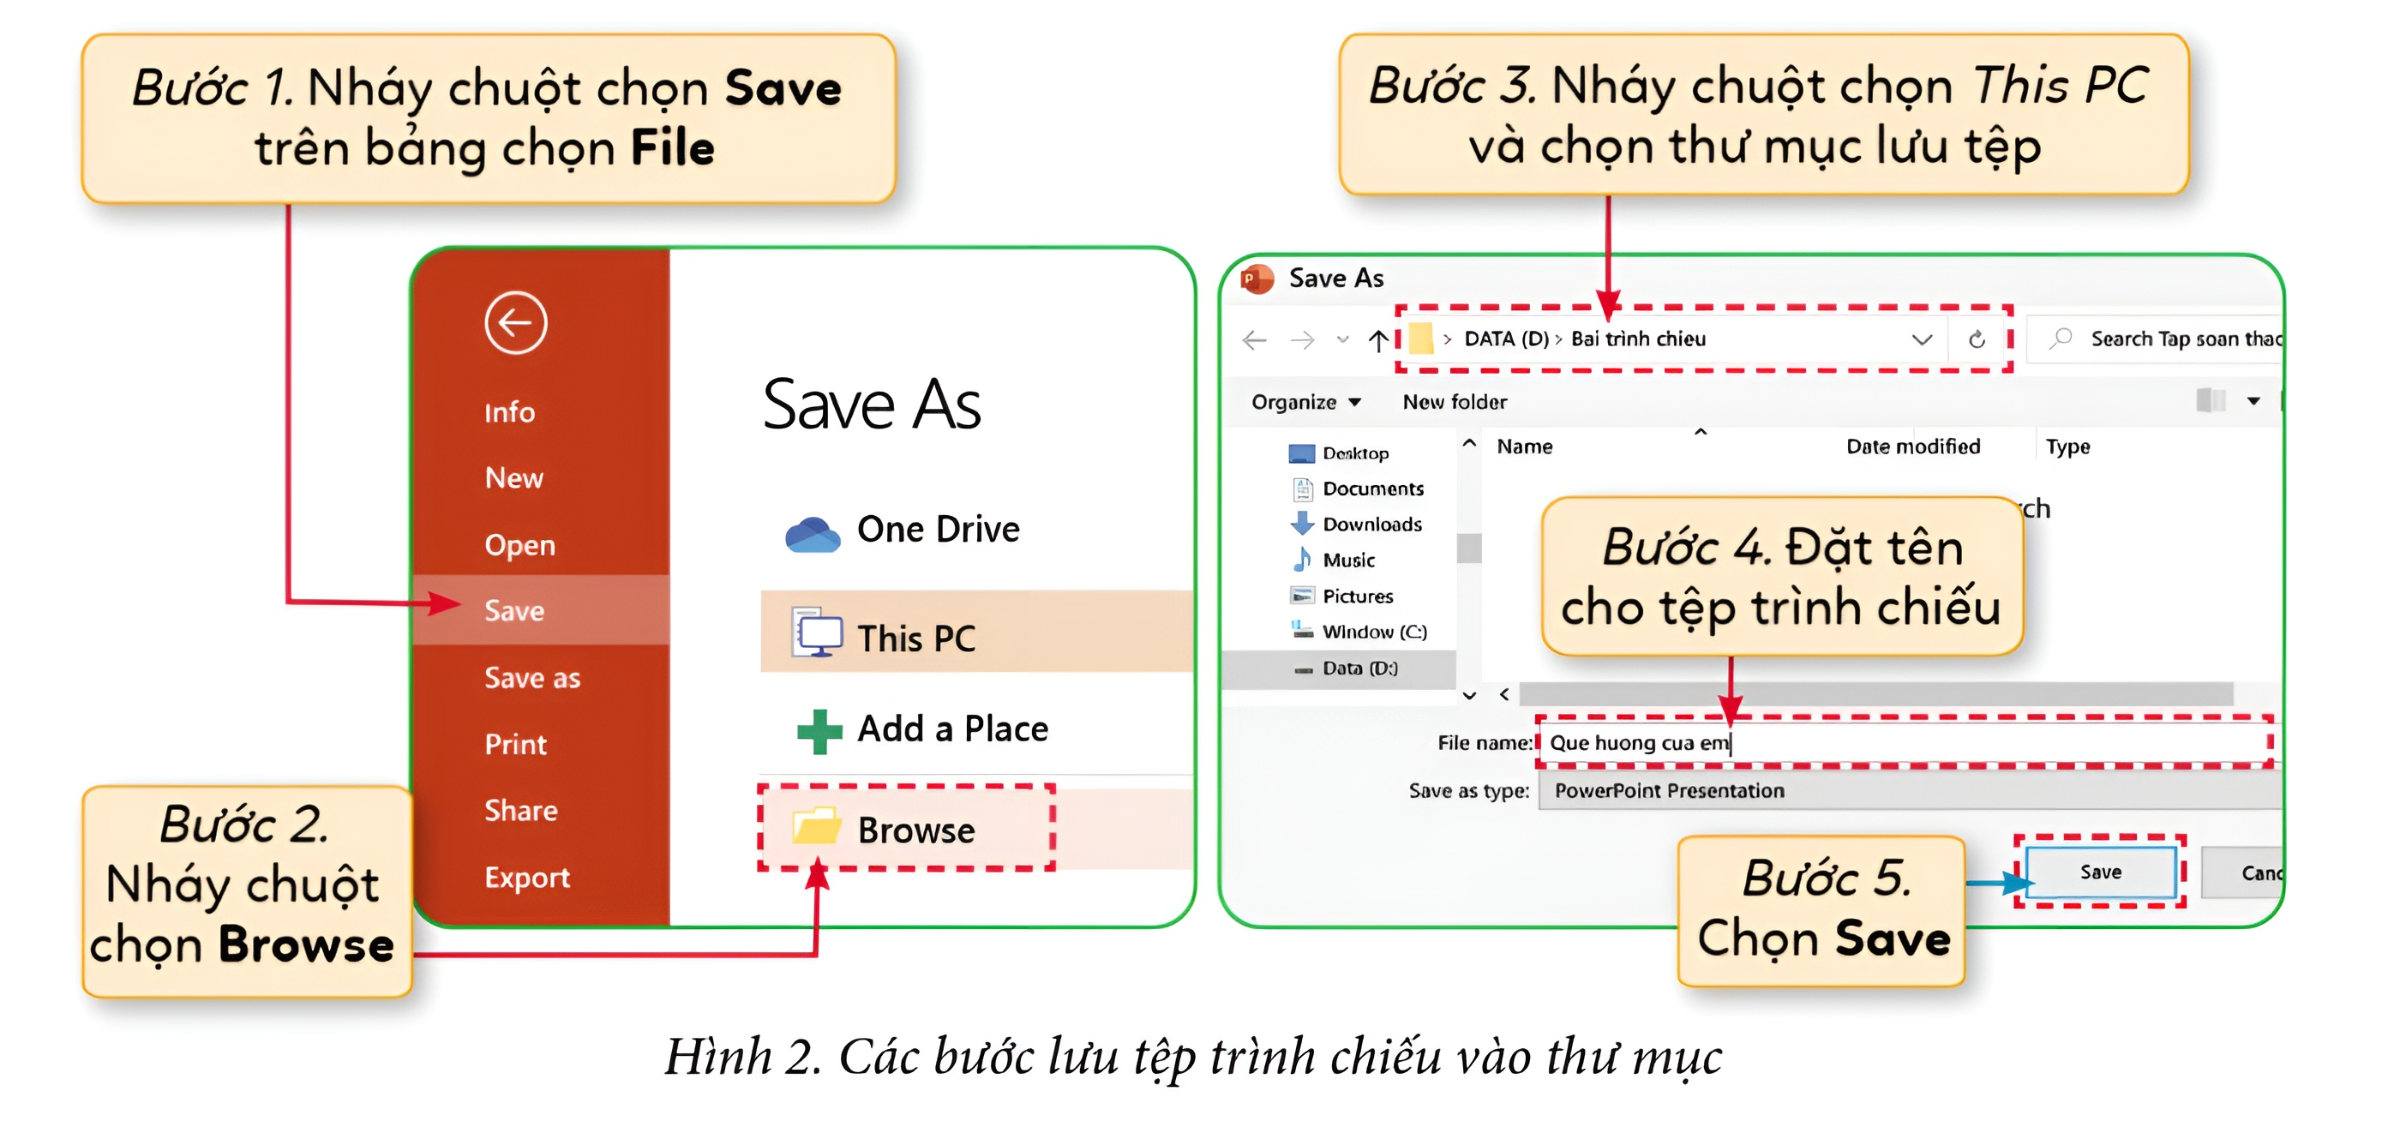 Bước 1. Nháy chuột chọn Save
trên bảng chọn File
Bước 3. Nháy chuột chọn This PC
và chọn thư mục lưu tệp
Info
New
Open
Save
Save as
Print
Share
Export
Save As
One Drive
This PC
Add a Place
Browse
Bước 2.
Nháy chuột
chọn Browse
Save As
> DATA (D) > Bai trình chieu
Search Tap soan thao
Organize
New folder
Name
Date modified
Type
Desktop
Documents
Downloads
Music
Pictures
Window (C:)
Data (D:)
rch
Bước 4. Đặt tên
cho tệp trình chiếu
File name: Que huong cua em
Save as type: PowerPoint Presentation
Bước 5.
Chọn Save
Save
Canc
Hình 2. Các bước lưu tệp trình chiếu vào thư mục